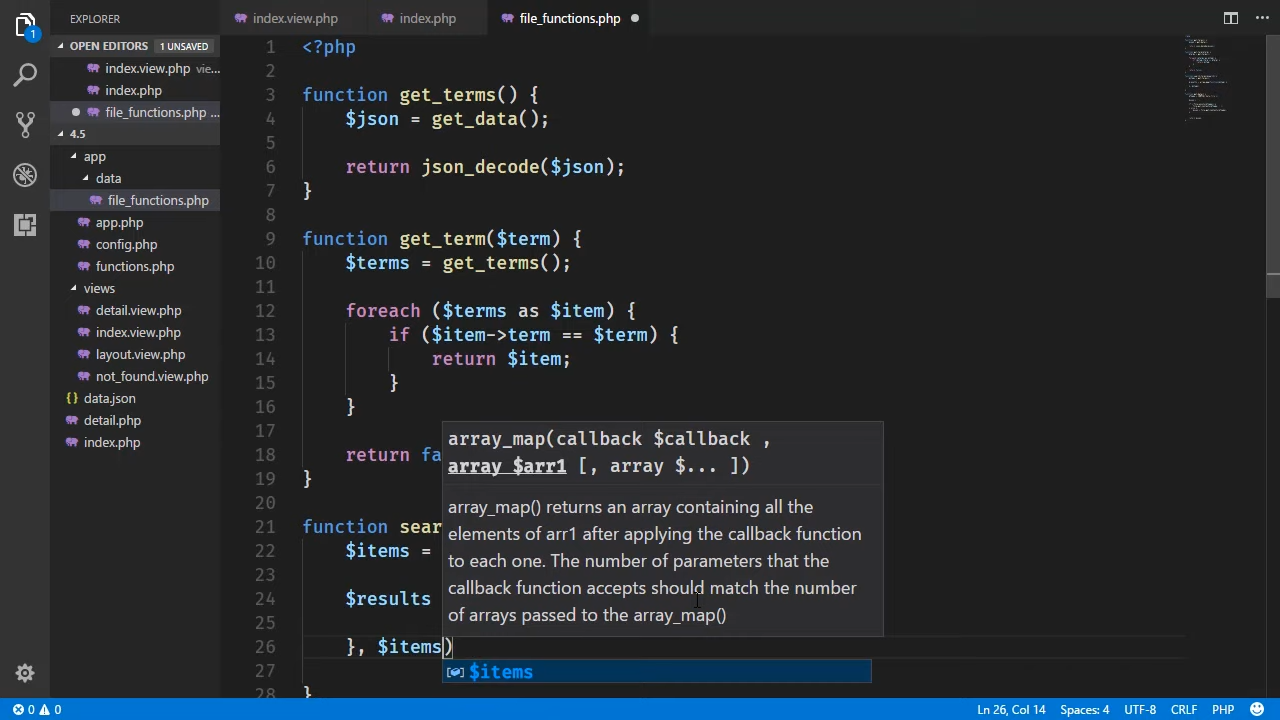 EXPLORER
index.view.php
index.php
file_functions.php
OPEN EDITORS
1 UNSAVED
index.view.php vie...
index.php
file_functions.php ...
4.5
app
data
file_functions.php
app.php
config.php
functions.php
views
detail.view.php
index.view.php
layout.view.php
not_found.view.php
{} data.json
detail.php
index.php
1
1 <?php
2
3 function get_terms() {
4 $json = get_data();
5
6 return json_decode($json);
7 }
8
9 function get_term($term) {
10 $terms = get_terms();
11
12 foreach ($terms as $item) {
13 if ($item->term == $term) {
14 return $item;
15 }
16 }
17
18 return fa
19 }
20
21 function sear
22 $items =
23
24 $results
25
26 }, $items)
27
28 }
array_map(callback $callback ,
array $arr1 [, array $... ])
array_map() returns an array containing all the
elements of arr1 after applying the callback function
to each one. The number of parameters that the
callback function accepts should match the number
of arrays passed to the array_map()
$items
0 0
Ln 26, Col 14
Spaces: 4
UTF-8
CRLF
PHP